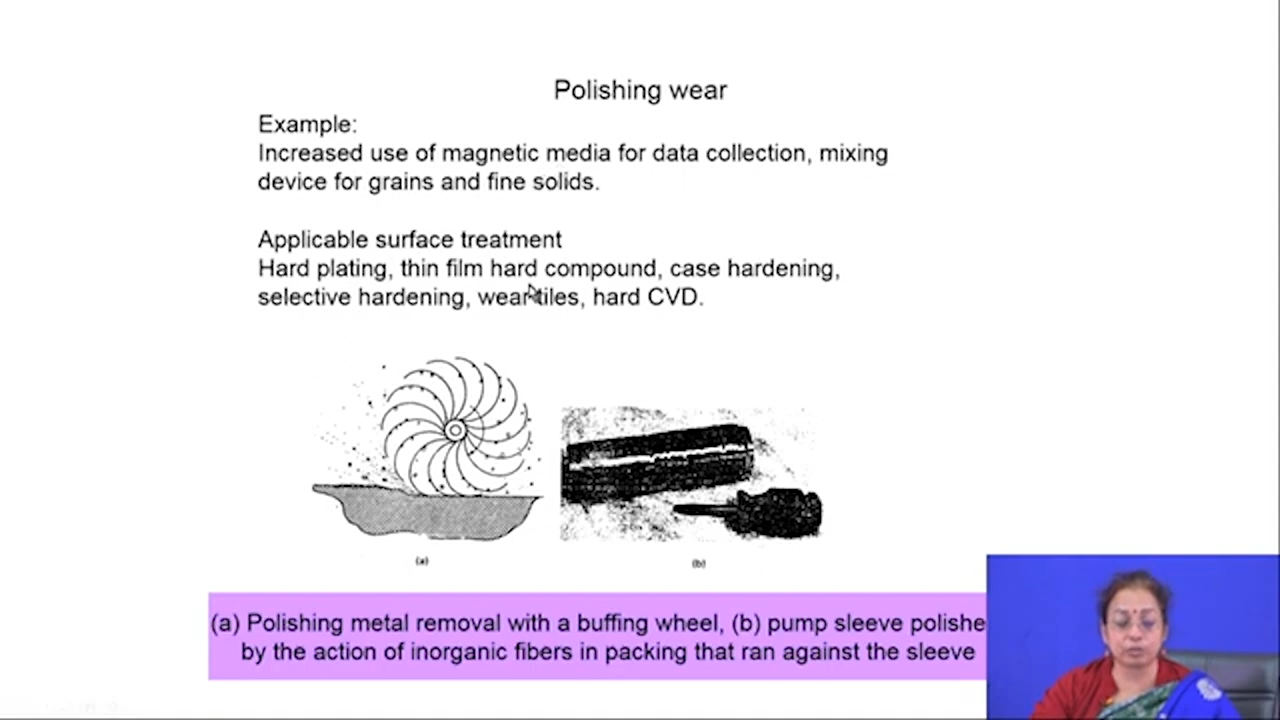 Polishing wear
Example:
Increased use of magnetic media for data collection, mixing
device for grains and fine solids.
Applicable surface treatment
Hard plating, thin film hard compound, case hardening,
selective hardening, wear tiles, hard CVD.
(a)
(b)
(a) Polishing metal removal with a buffing wheel, (b) pump sleeve polishe
by the action of inorganic fibers in packing that ran against the sleeve